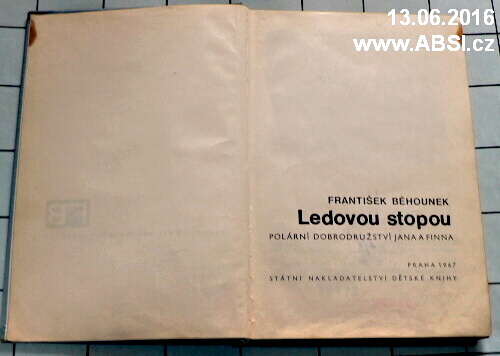 13.06.2016
www.ABSI.cz
FRANTIŠEK BĚHOUNEK
Ledovou stopou
POLÁRNÍ DOBRODRUŽSTVÍ JANA A FINNA
PRAHA 1967
STÁTNÍ NAKLADATELSTVÍ DĚTSKÉ KNIHY